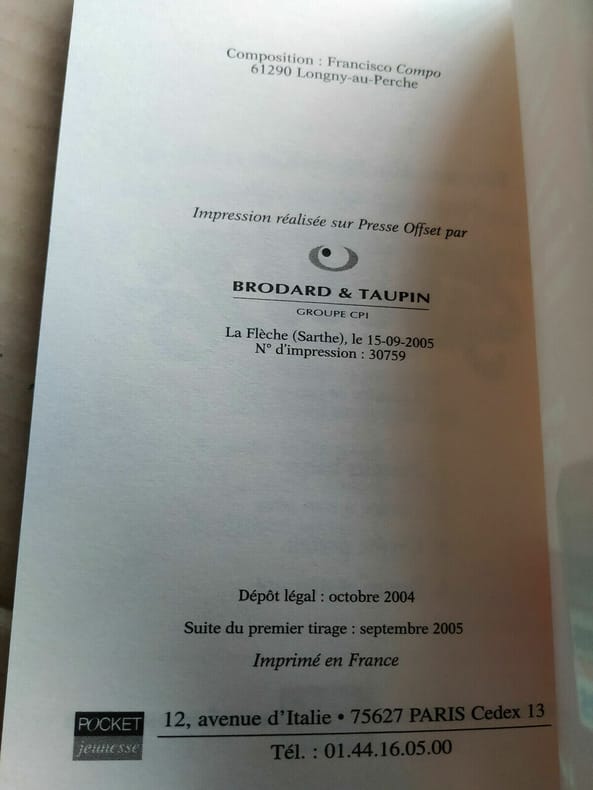 Composition : Francisco Compo
61290 Longny-au-Perche
Impression réalisée sur Presse Offset par
BRODARD & TAUPIN
GROUPE CPI
La Flèche (Sarthe), le 15-09-2005
N° d'impression : 30759
Dépôt légal : octobre 2004
Suite du premier tirage : septembre 2005
Imprimé en France
POCKET
jeunesse
12, avenue d'Italie • 75627 PARIS Cedex 13
Tél. : 01.44.16.05.00